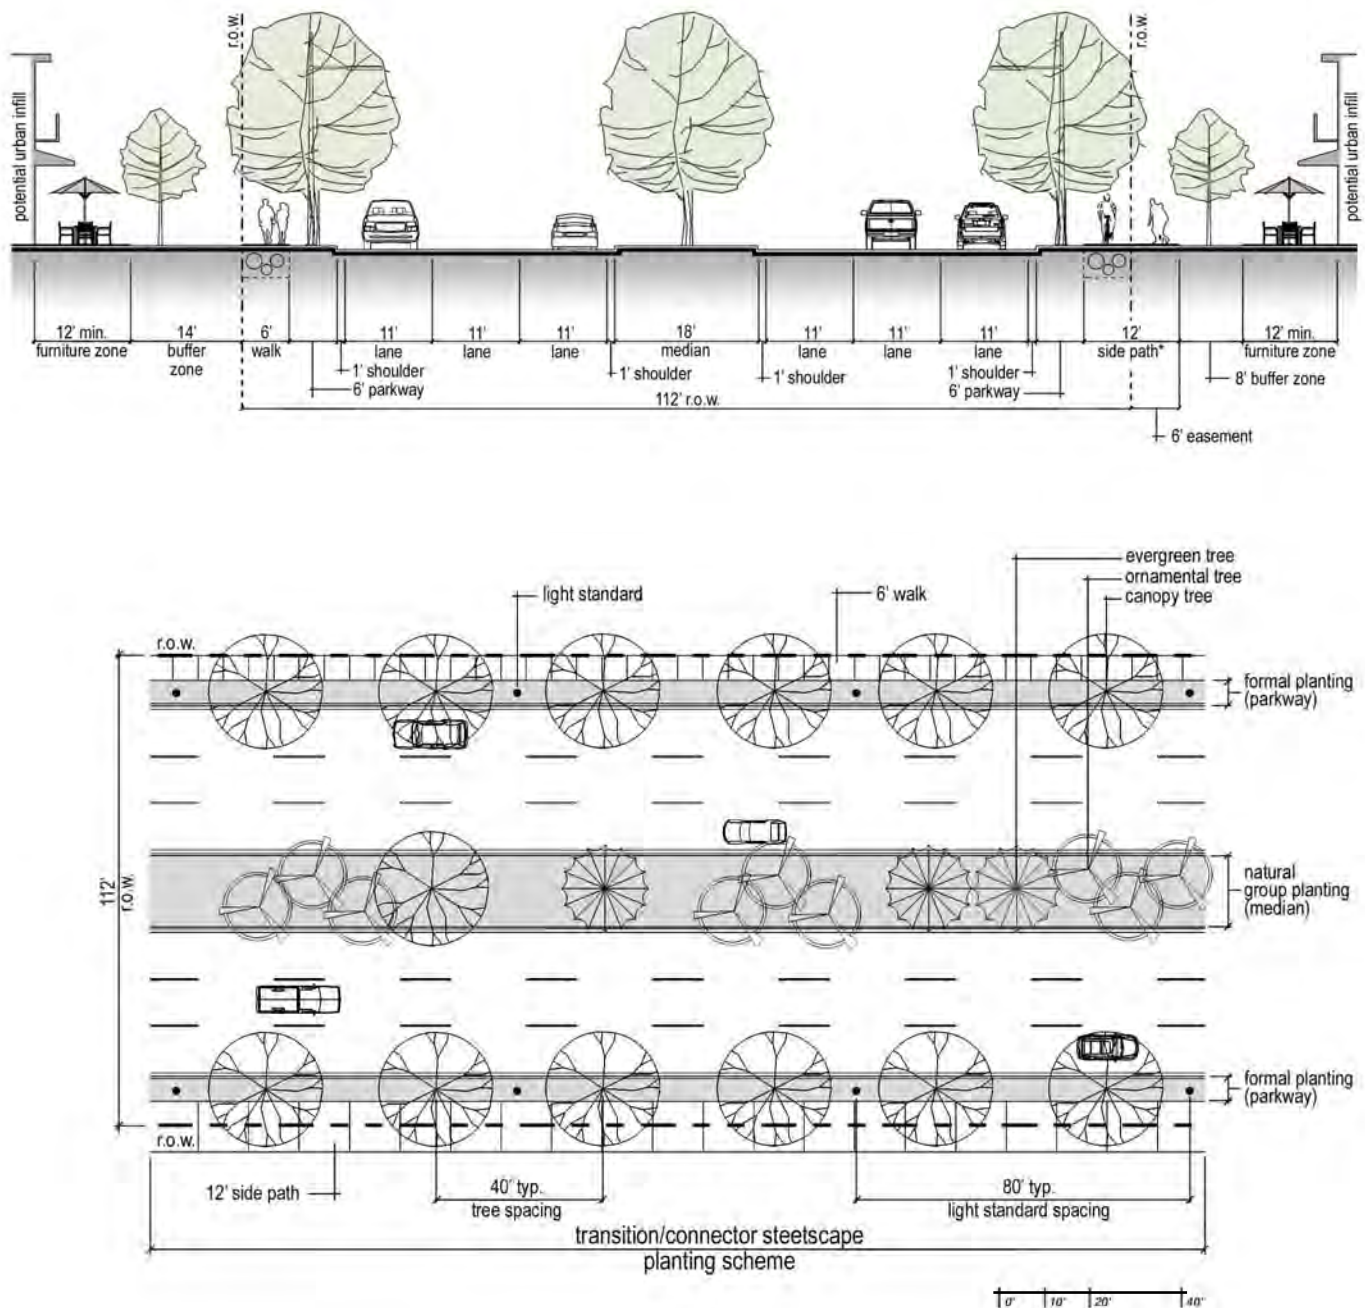 r.o.w.
r.o.w.
potential urban infill
potential urban infill
12' min.
furniture zone
14'
buffer
zone
6'
walk
11'
lane
11'
lane
11'
lane
18'
median
11'
lane
11'
lane
11'
lane
12'
side path*
12' min.
furniture zone
1' shoulder
6' parkway
1' shoulder
1' shoulder
1' shoulder
6' parkway
8' buffer zone
112' r.o.w.
6' easement
evergreen tree
ornamental tree
canopy tree
light standard
6' walk
r.o.w.
formal planting
(parkway)
112'
r.o.w.
natural
group planting
(median)
formal planting
(parkway)
r.o.w.
12' side path
40' typ.
tree spacing
80' typ.
light standard spacing
transition/connector steetscape
planting scheme
0' 10' 20' 40'